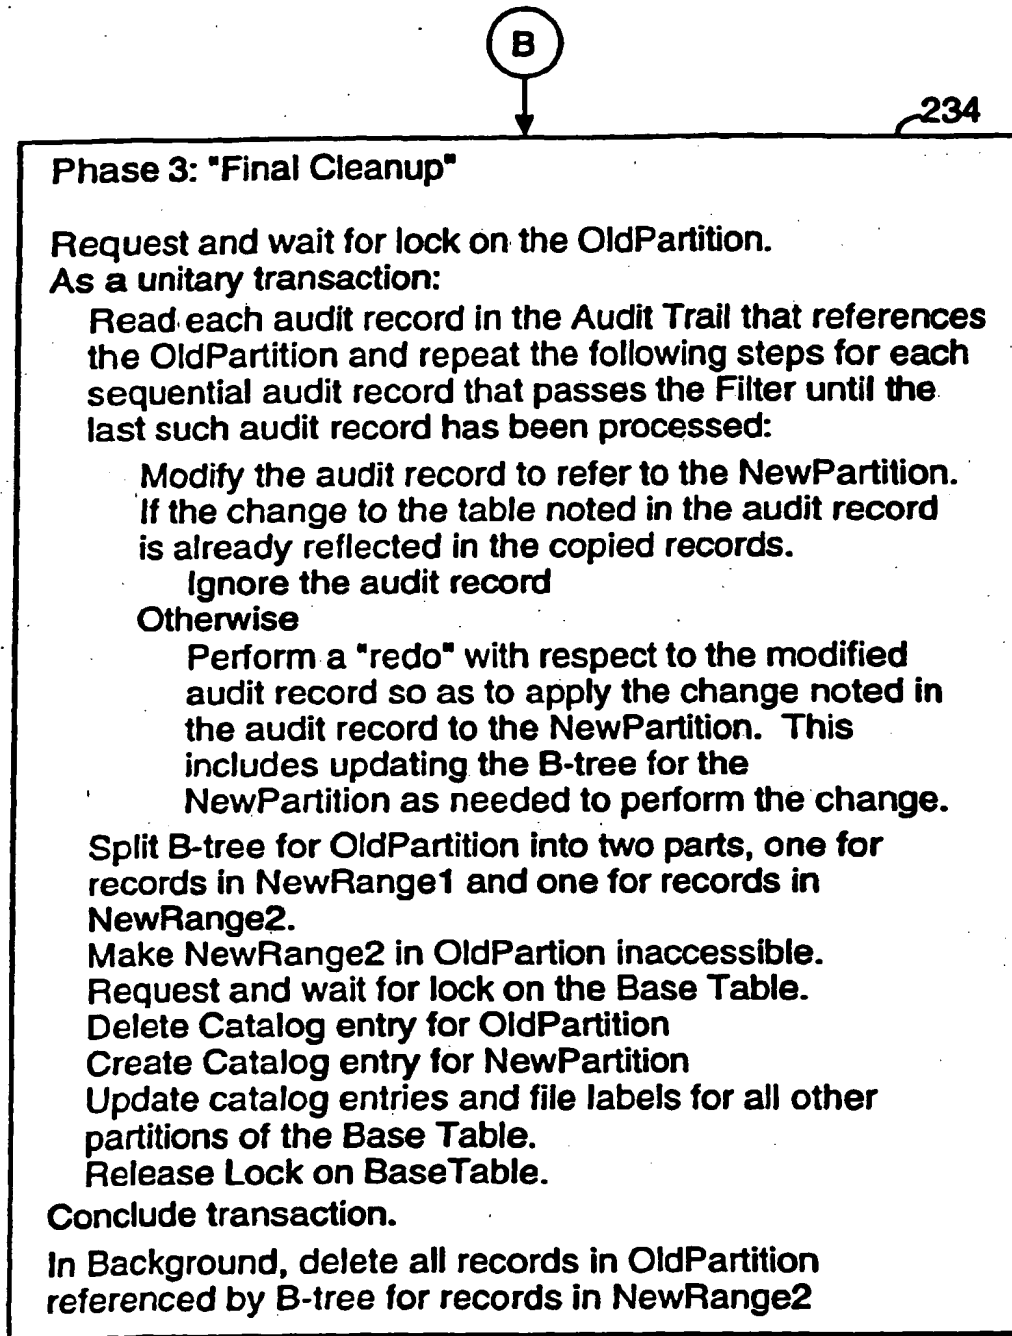 B
234
Phase 3: "Final Cleanup"
Request and wait for lock on the OldPartition.
As a unitary transaction:
Read each audit record in the Audit Trail that references
the OldPartition and repeat the following steps for each
sequential audit record that passes the Filter until the
last such audit record has been processed:
Modify the audit record to refer to the NewPartition.
If the change to the table noted in the audit record
is already reflected in the copied records.
Ignore the audit record
Otherwise
Perform a "redo" with respect to the modified
audit record so as to apply the change noted in
the audit record to the NewPartition.  This
includes updating the B-tree for the
NewPartition as needed to perform the change.
Split B-tree for OldPartition into two parts, one for
records in NewRange1 and one for records in
NewRange2.
Make NewRange2 in OldPartion inaccessible.
Request and wait for lock on the Base Table.
Delete Catalog entry for OldPartition
Create Catalog entry for NewPartition
Update catalog entries and file labels for all other
partitions of the Base Table.
Release Lock on BaseTable.
Conclude transaction.
In Background, delete all records in OldPartition
referenced by B-tree for records in NewRange2